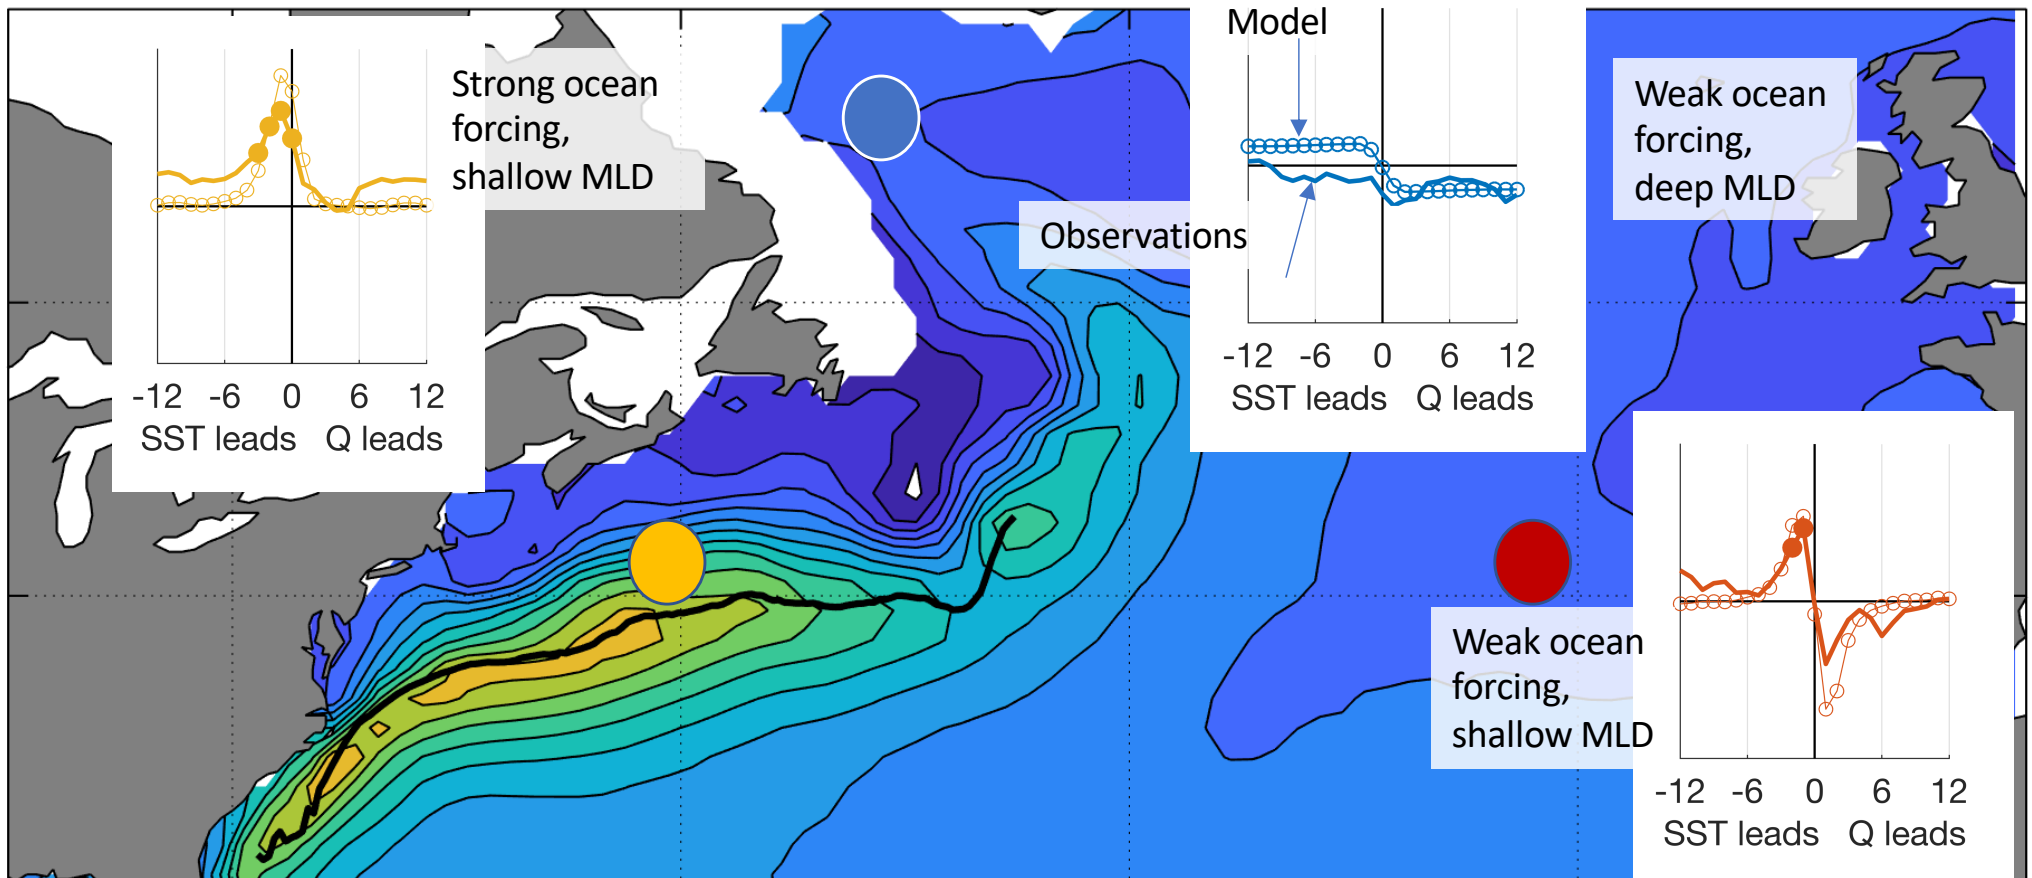 Strong ocean
forcing,
shallow MLD
-12 -6 0 6 12
SST leads Q leads
Model
Observations
-12 -6 0 6 12
SST leads Q leads
Weak ocean
forcing,
deep MLD
Weak ocean
forcing,
shallow MLD
-12 -6 0 6 12
SST leads Q leads